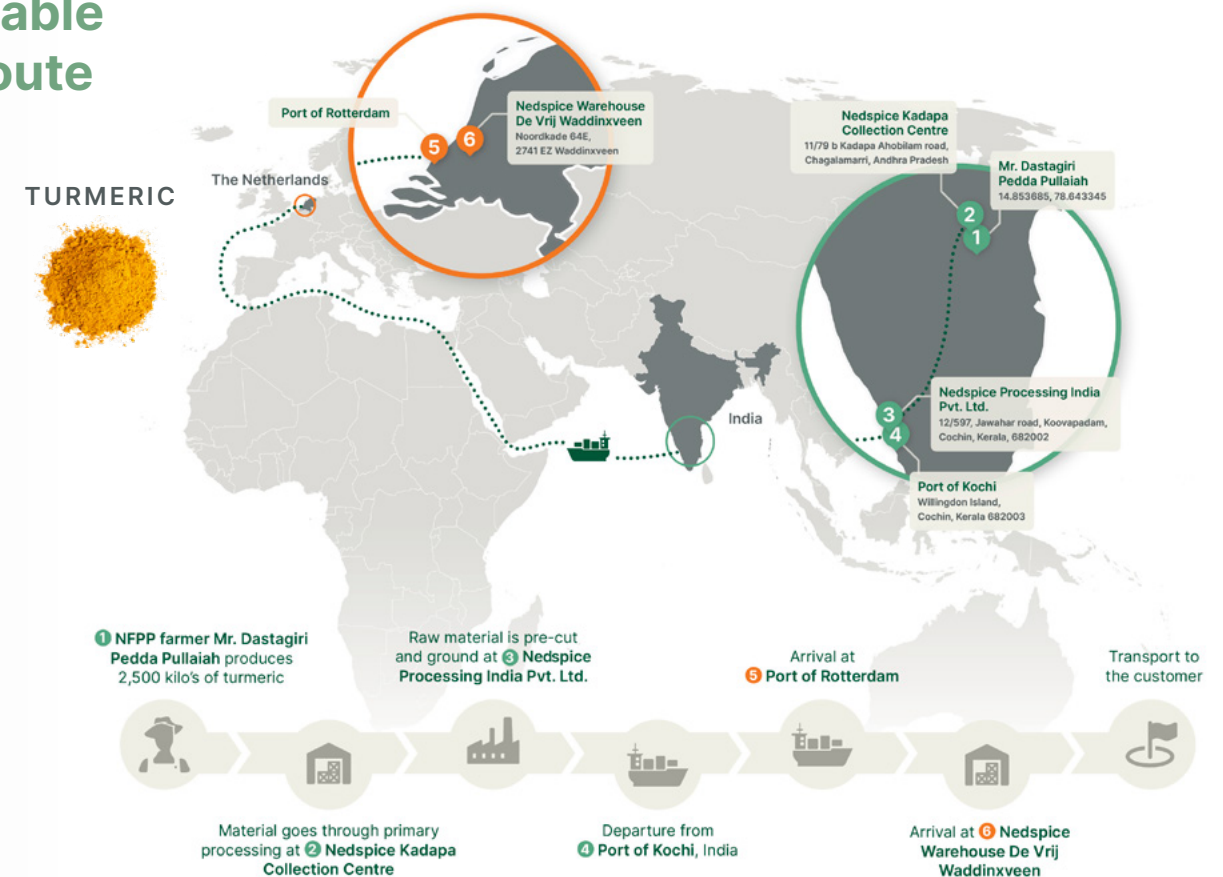 able
oute
TURMERIC
The Netherlands
Port of Rotterdam
5
6
Nedspice Warehouse
De Vrij Waddinxveen
Noordkade 64E,
2741 EZ Waddinxveen
Nedspice Kadapa
Collection Centre
11/79 b Kadapa Ahobilam road,
Chagalamarri, Andhra Pradesh
Mr. Dastagiri
Pedda Pullaiah
14.853685, 78.643345
2
1
India
3
4
Nedspice Processing India
Pvt. Ltd.
12/597, Jawahar road, Koovapadam,
Cochin, Kerala, 682002
Port of Kochi
Willingdon Island,
Cochin, Kerala 682003
1 NFPP farmer Mr. Dastagiri
Pedda Pullaiah produces
2,500 kilo's of turmeric
Material goes through primary
processing at 2 Nedspice Kadapa
Collection Centre
Raw material is pre-cut
and ground at 3 Nedspice
Processing India Pvt. Ltd.
Departure from
4 Port of Kochi, India
Arrival at
5 Port of Rotterdam
Arrival at 6 Nedspice
Warehouse De Vrij
Waddinxveen
Transport to
the customer